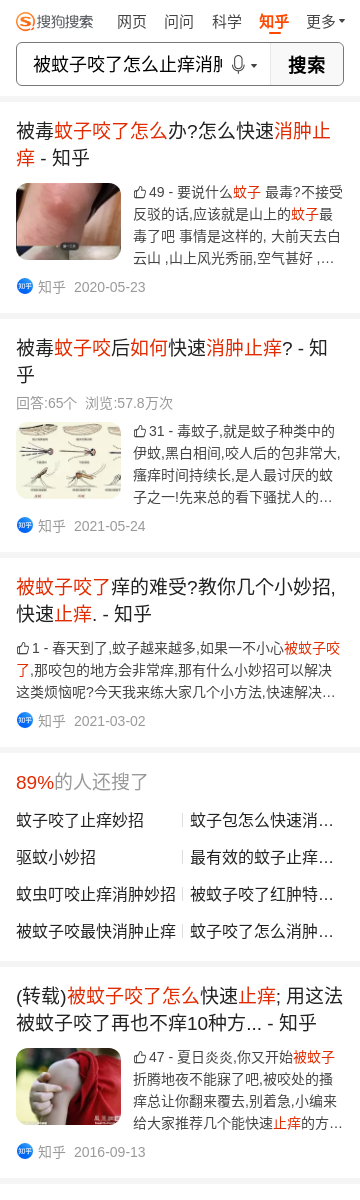 搜狗搜索 网页 问问 科学 知乎 更多
被蚊子咬了怎么止痒消肿 搜索
被毒蚊子咬了怎么办?怎么快速消肿止
痒 - 知乎
49 - 要说什么蚊子 最毒?不接受
反驳的话,应该就是山上的蚊子最
毒了吧 事情是这样的, 大前天去白
云山 ,山上风光秀丽,空气甚好 ,…
知乎 2020-05-23
被毒蚊子咬后如何快速消肿止痒? - 知
乎
回答:65个 浏览:57.8万次
31 - 毒蚊子,就是蚊子种类中的
伊蚊,黑白相间,咬人后的包非常大,
瘙痒时间持续长,是人最讨厌的蚊
子之一!先来总的看下骚扰人的…
知乎 2021-05-24
被蚊子咬了痒的难受?教你几个小妙招,
快速止痒. - 知乎
1 - 春天到了,蚊子越来越多,如果一不小心被蚊子咬
了,那咬包的地方会非常痒,那有什么小妙招可以解决
这类烦恼呢?今天我来练大家几个小方法,快速解决…
知乎 2021-03-02
89%的人还搜了
蚊子咬了止痒妙招 蚊子包怎么快速消…
驱蚊小妙招 最有效的蚊子止痒…
蚊虫叮咬止痒消肿妙招 被蚊子咬了红肿特…
被蚊子咬最快消肿止痒 蚊子咬了怎么消肿…
(转载)被蚊子咬了怎么快速止痒; 用这法
被蚊子咬了再也不痒10种方... - 知乎
47 - 夏日炎炎,你又开始被蚊子
折腾地夜不能寐了吧,被咬处的搔
痒总让你翻来覆去,别着急,小编来
给大家推荐几个能快速止痒的方…
知乎 2016-09-13